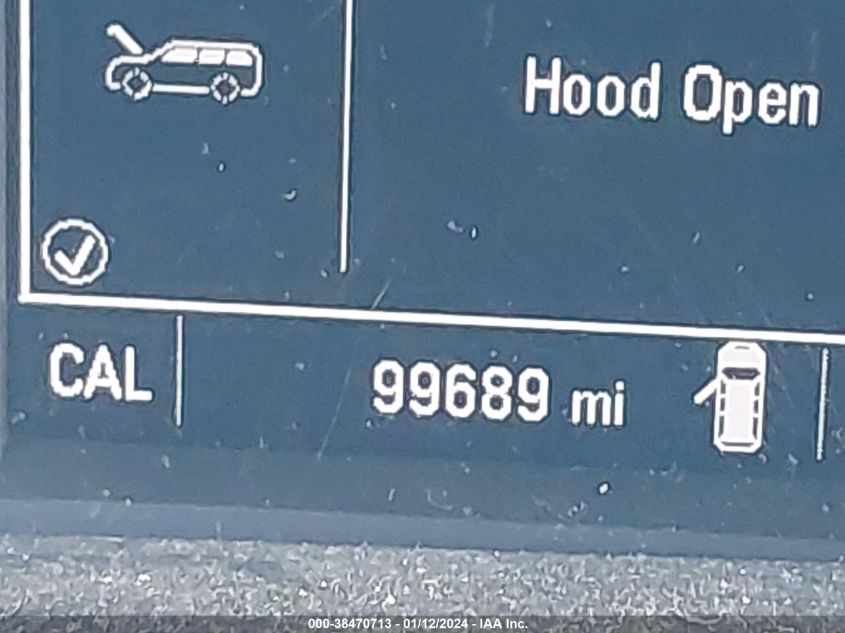 Hood Open
CAL 99689 mi
000-38470713 - 01/12/2024 - IAA Inc.